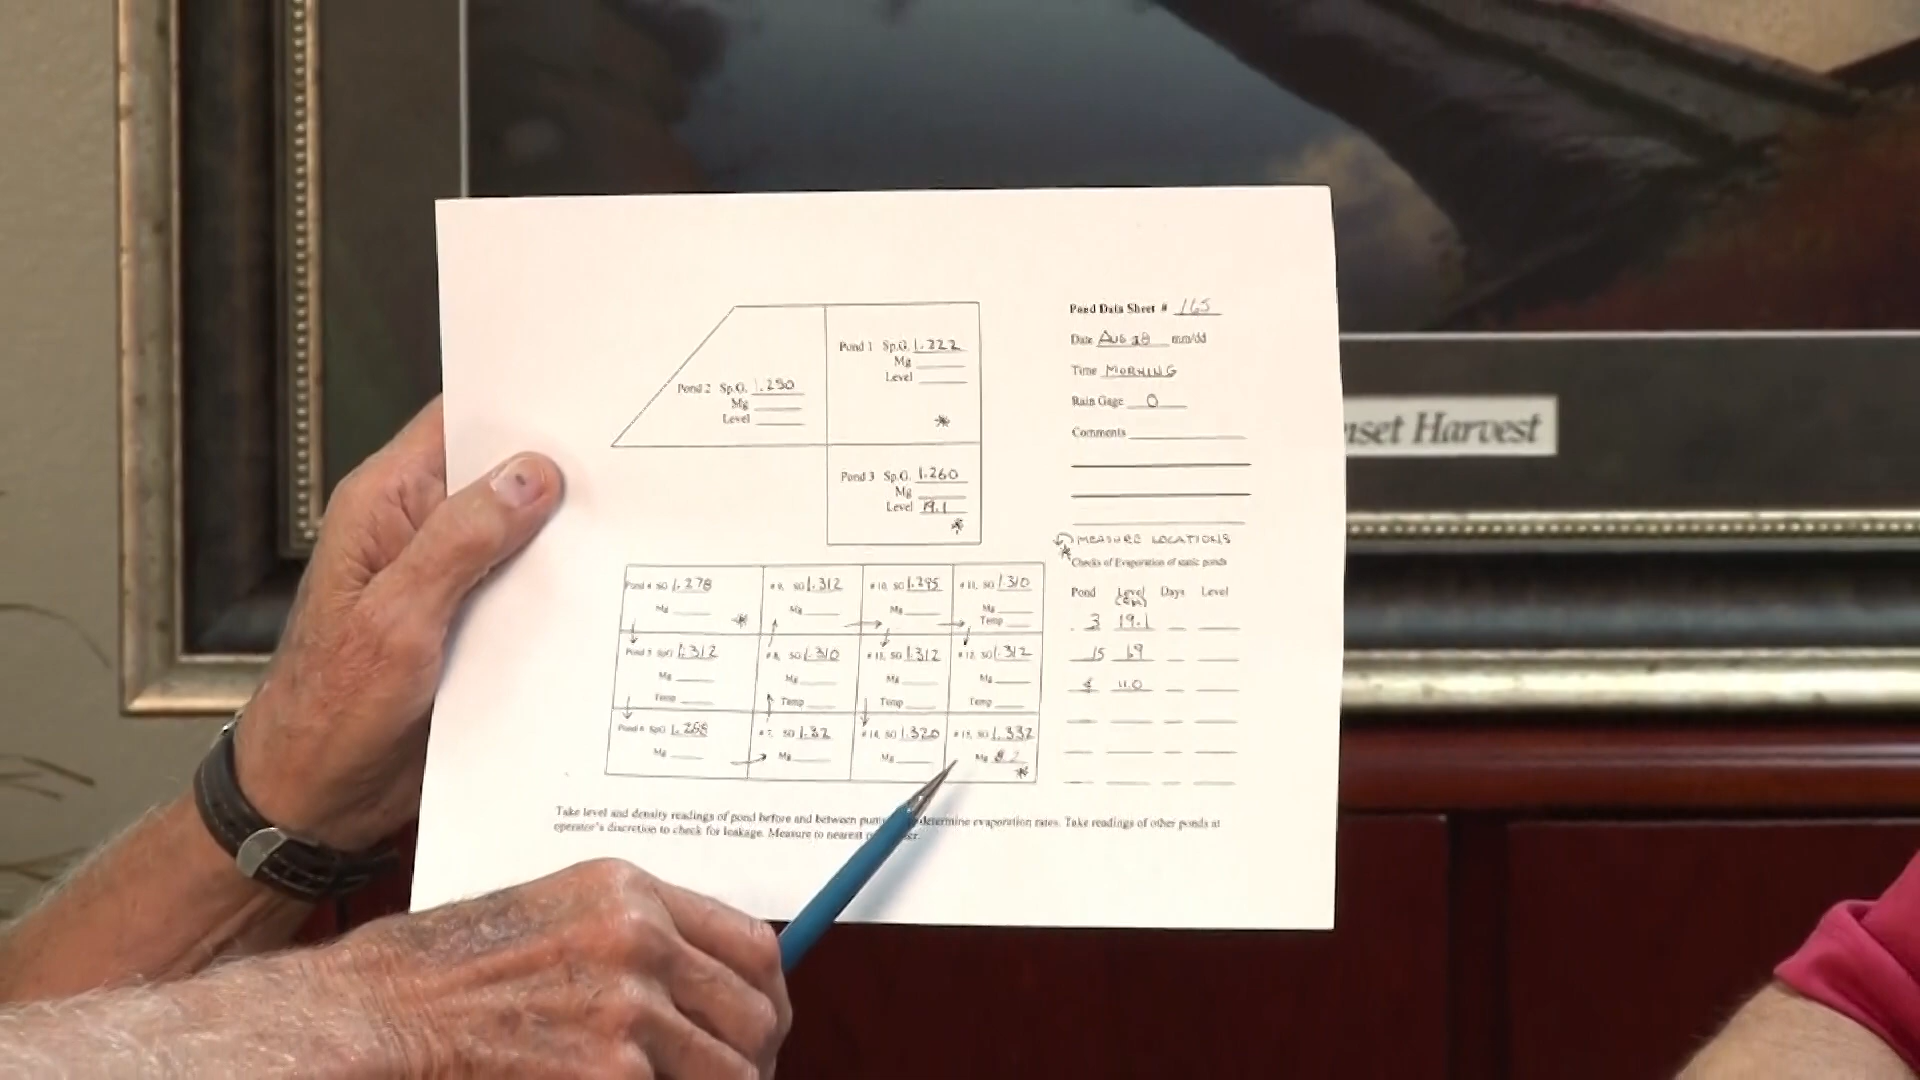 Pond Data Sheet # 165
Date Aug 28 mm/dd
Time MORNING
Rain Gage 0
Comments
Pond 1 Sp.G. 1.222
Mg
Level
*
Pond 2 Sp.G.
Mg
Level
Pond 3 Sp.G. 1.260
Mg
Level 19.1
*
MEASURE LOCATIONS
* Checks of Evaporation of static ponds
Pond Level (cm) Days Level
3 19.1
15
Pond 4 SG 1.278
Mg
*
# 9, SG 1.312
Mg
# 10, SG 1.295
Mg
# 11, SG 1.310
Mg
Temp
Pond 5 SpG 1.312
Mg
Temp
# 8, SG 1.310
Mg
Temp
# 13, SG 1.312
Mg
Temp
# 12, SG 1.312
Mg
Temp
Pond 6 SpG
Mg
# 7, SG 1.32
Mg
# 14, SG 1.320
Mg
# 15, SG 1.332
Mg
*
Take level and density readings of pond before and between determine evaporation rates. Take readings of other ponds at
operator's discretion to check for leakage. Measure to nearest
nset Harvest